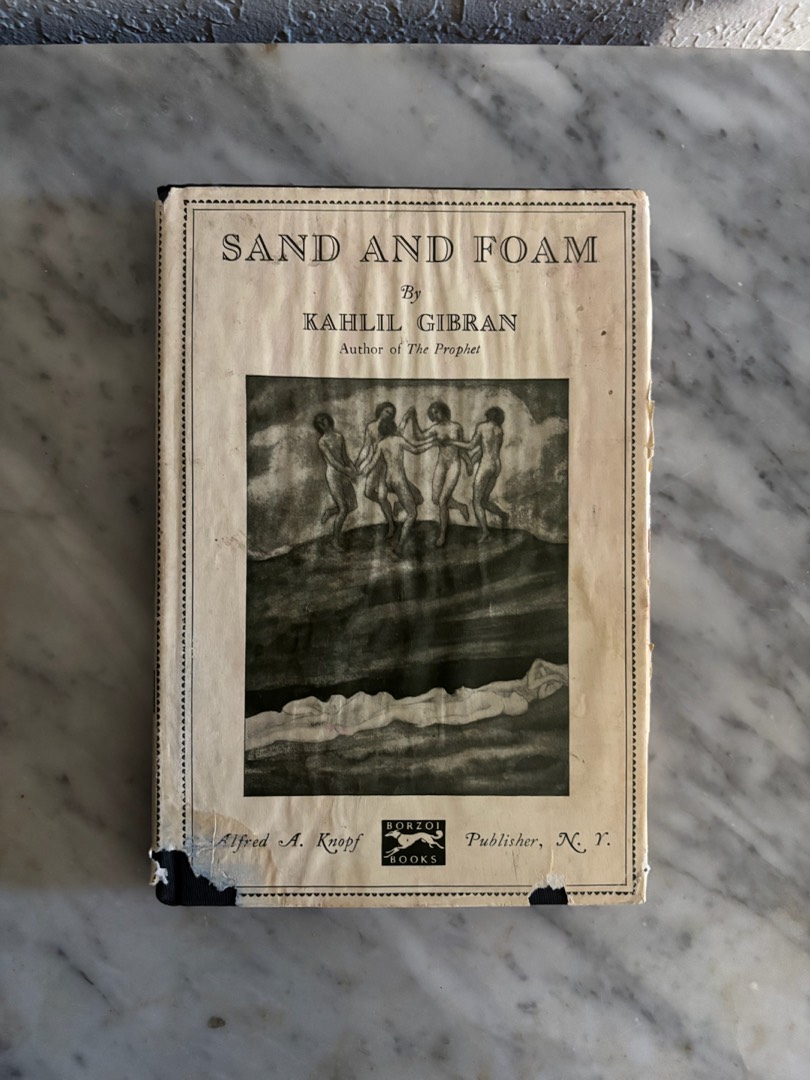 SAND AND FOAM
By
KAHLIL GIBRAN
Author of The Prophet
Alfred A. Knopf
BORZOI
BOOKS
Publisher, N. Y.